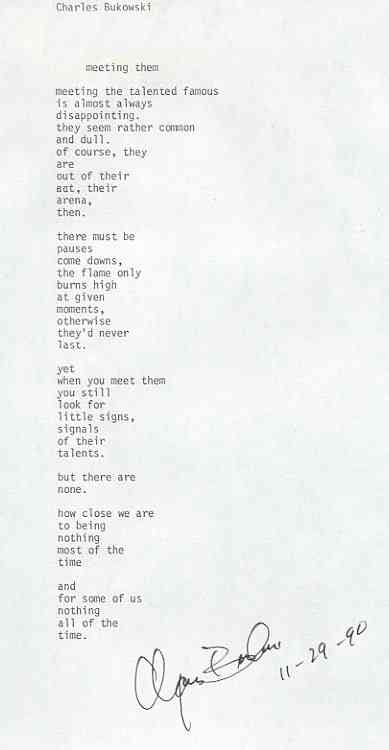 Charles Bukowski
meeting them
meeting the talented famous
is almost always
disappointing.
they seem rather common
and dull.
of course, they
are
out of their
eat, their
arena,
then.
there must be
pauses
come downs,
the flame only
burns high
at given
moments,
otherwise
they'd never
last.
yet
when you meet them
you still
look for
little signs,
signals
of their
talents.
but there are
none.
how close we are
to being
nothing
most of the
time
and
for some of us
nothing
all of the
time.
11-29-90